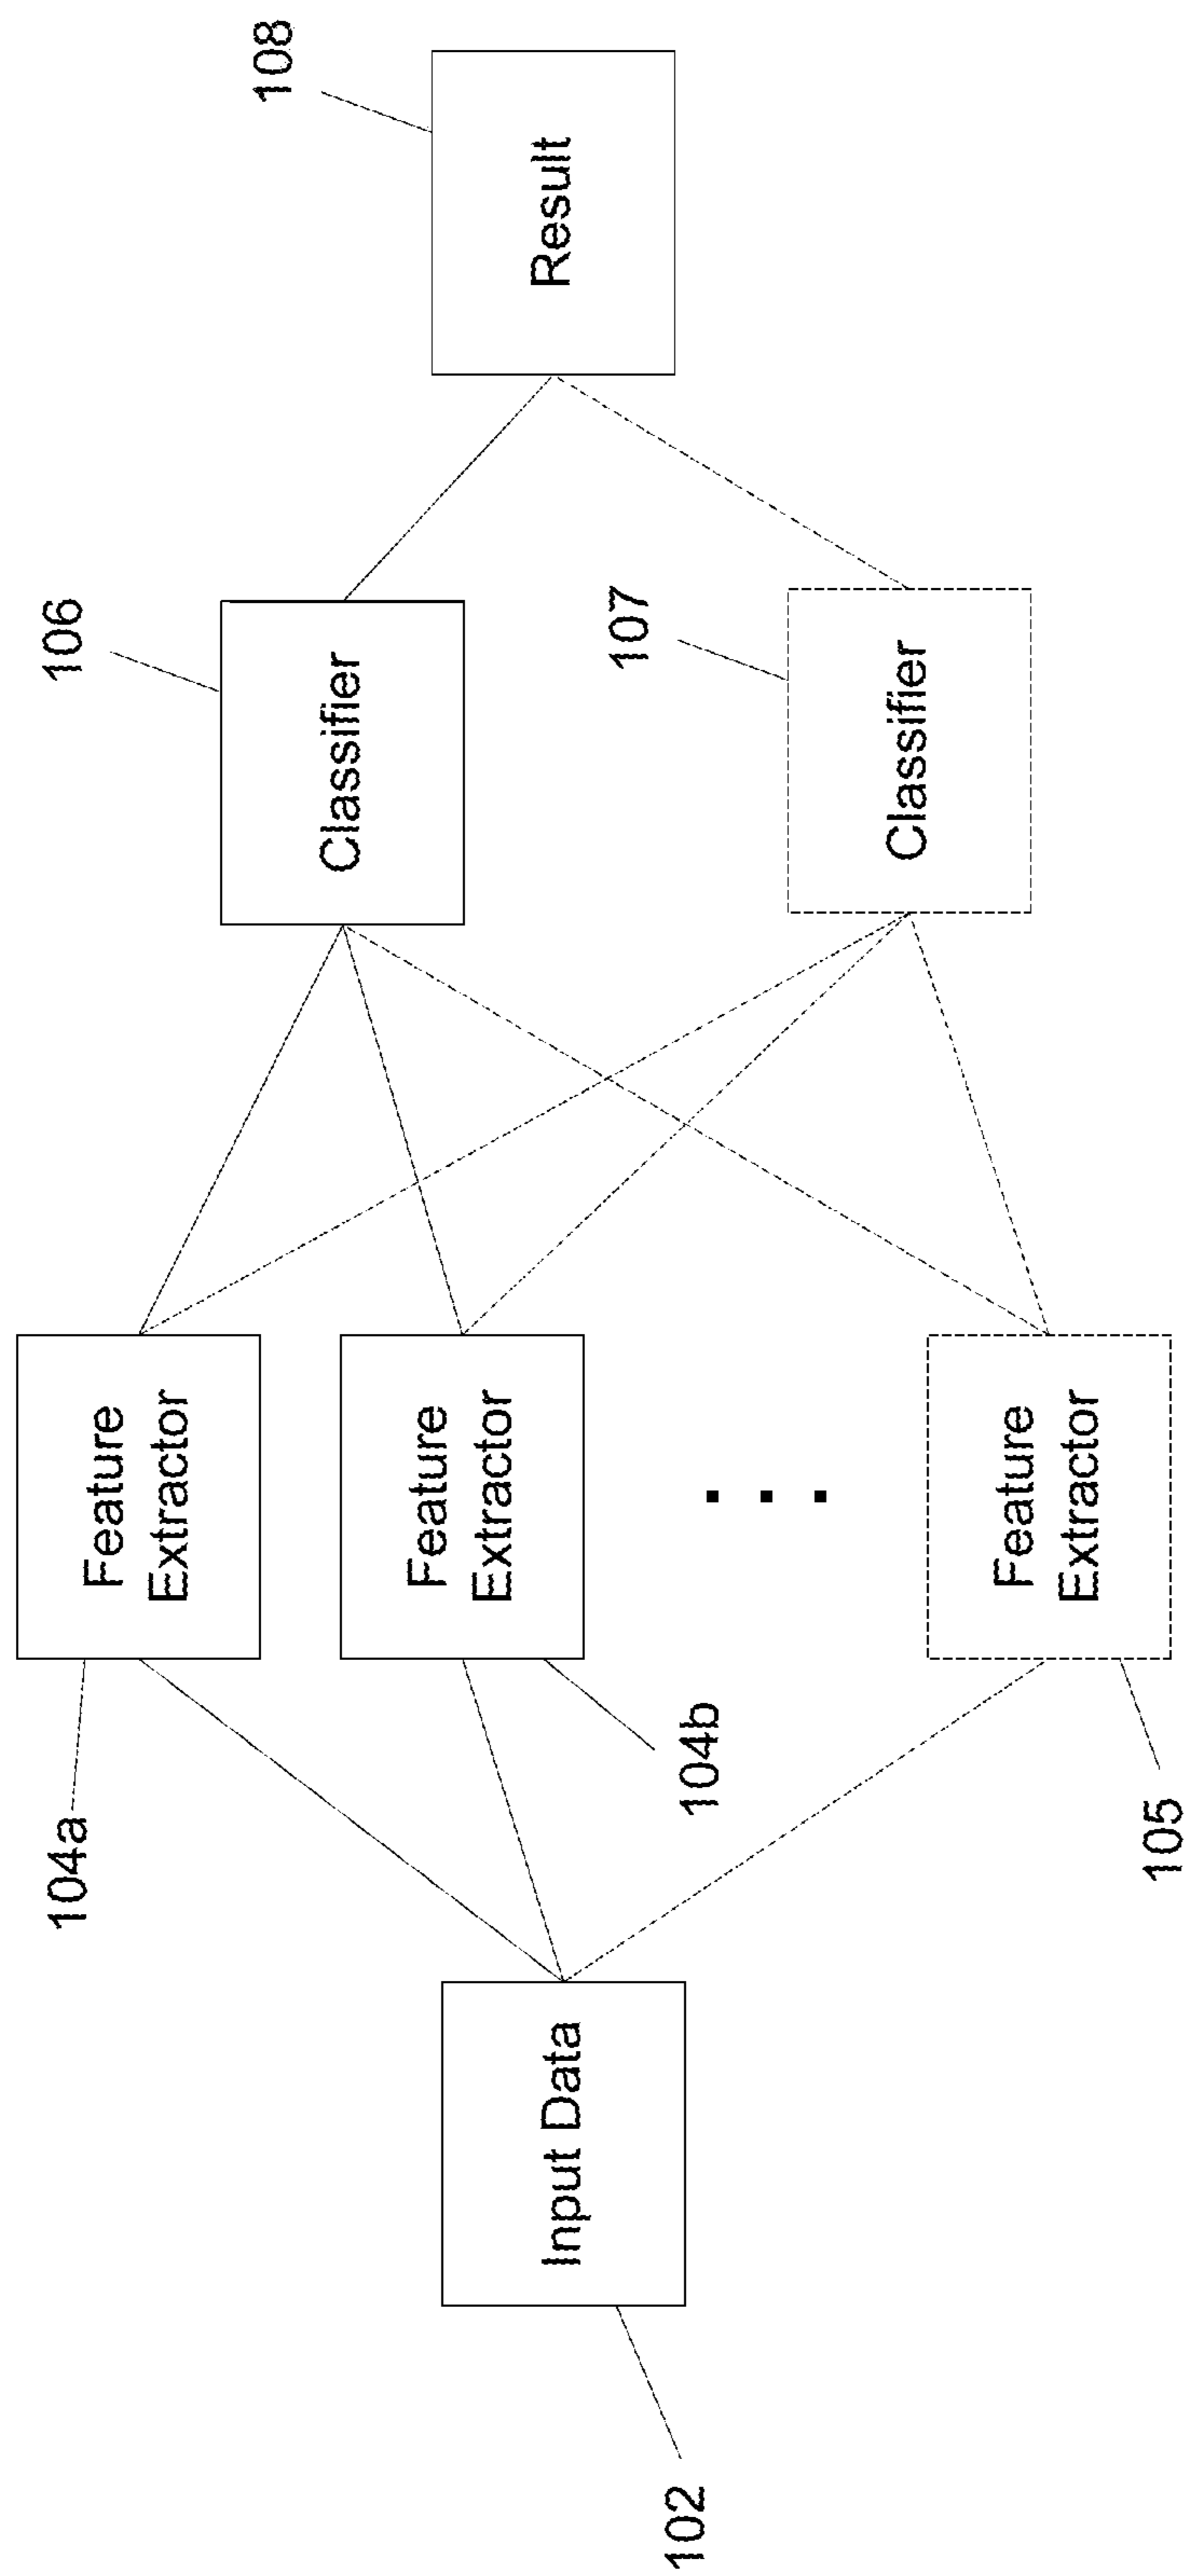 102
Input Data
104a
Feature
Extractor
104b
Feature
Extractor
105
Feature
Extractor
106
Classifier
107
Classifier
108
Result